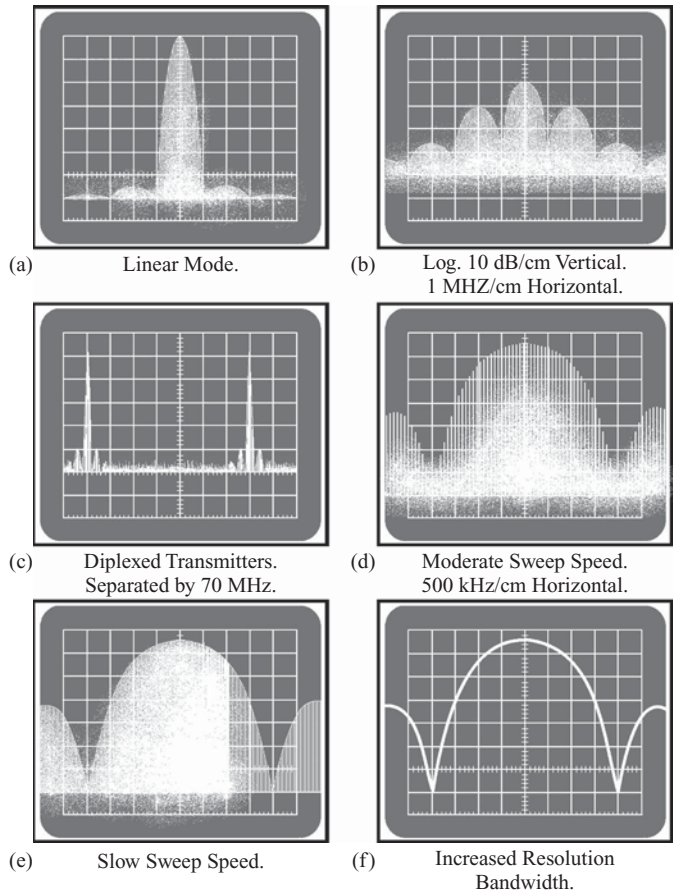 (a)
Linear Mode.
(b)
Log. 10 dB/cm Vertical.
1 MHZ/cm Horizontal.
(c)
Diplexed Transmitters.
Separated by 70 MHz.
(d)
Moderate Sweep Speed.
500 kHz/cm Horizontal.
(e)
Slow Sweep Speed.
(f)
Increased Resolution
Bandwidth.